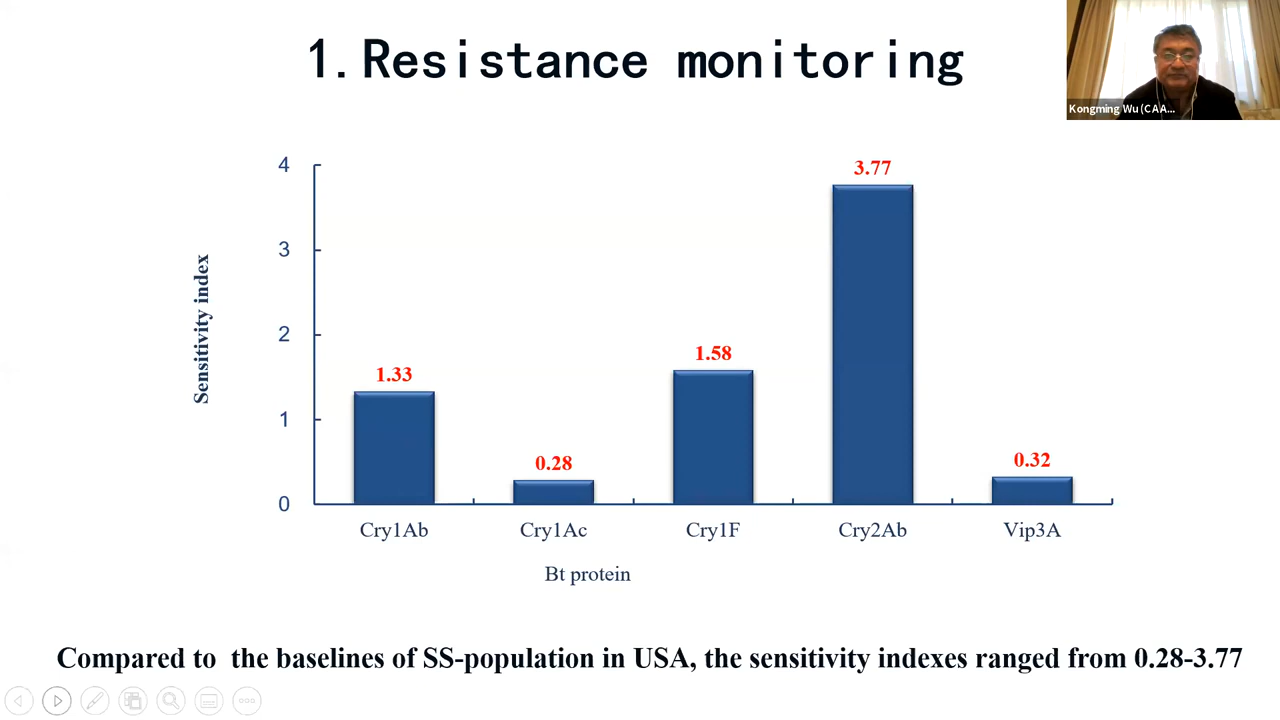 1.Resistance monitoring
Kongming Wu (CAA...
4
3
2
1
0
Sensitivity index
1.33
0.28
1.58
3.77
0.32
Cry1Ab
Cry1Ac
Cry1F
Cry2Ab
Vip3A
Bt protein
Compared to the baselines of SS-population in USA, the sensitivity indexes ranged from 0.28-3.77